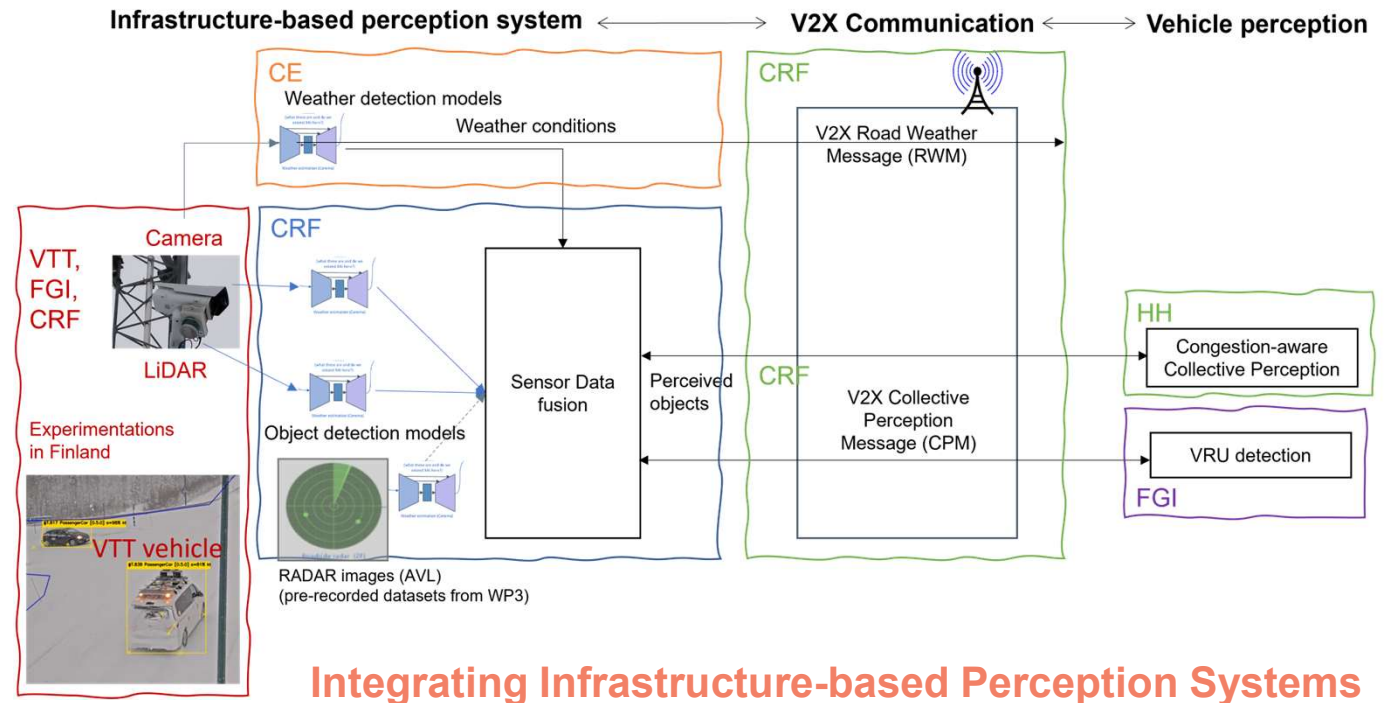 Infrastructure-based perception system
V2X Communication
Vehicle perception
CE
Weather detection models
Weather conditions
CRF
V2X Road Weather
Message (RWM)
VTT,
FGI,
CRF
Camera
LiDAR
Experimentations
in Finland
VTT vehicle
CRF
Object detection models
RADAR images (AVL)
(pre-recorded datasets from WP3)
Sensor Data
fusion
Perceived
objects
CRF
V2X Collective
Perception
Message (CPM)
HH
Congestion-aware
Collective Perception
VRU detection
FGI
Integrating Infrastructure-based Perception Systems